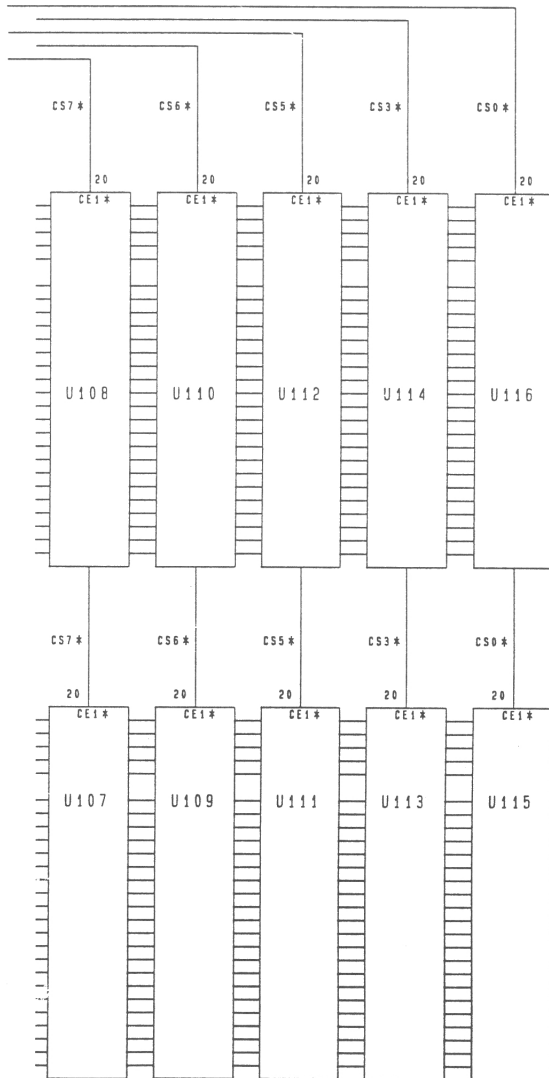 CS7* CS6* CS5* CS3* CS0*
20 20 20 20 20
CE1* CE1* CE1* CE1* CE1*
U108 U110 U112 U114 U116
CS7* CS6* CS5* CS3* CS0*
20 20 20 20 20
CE1* CE1* CE1* CE1* CE1*
U107 U109 U111 U113 U115